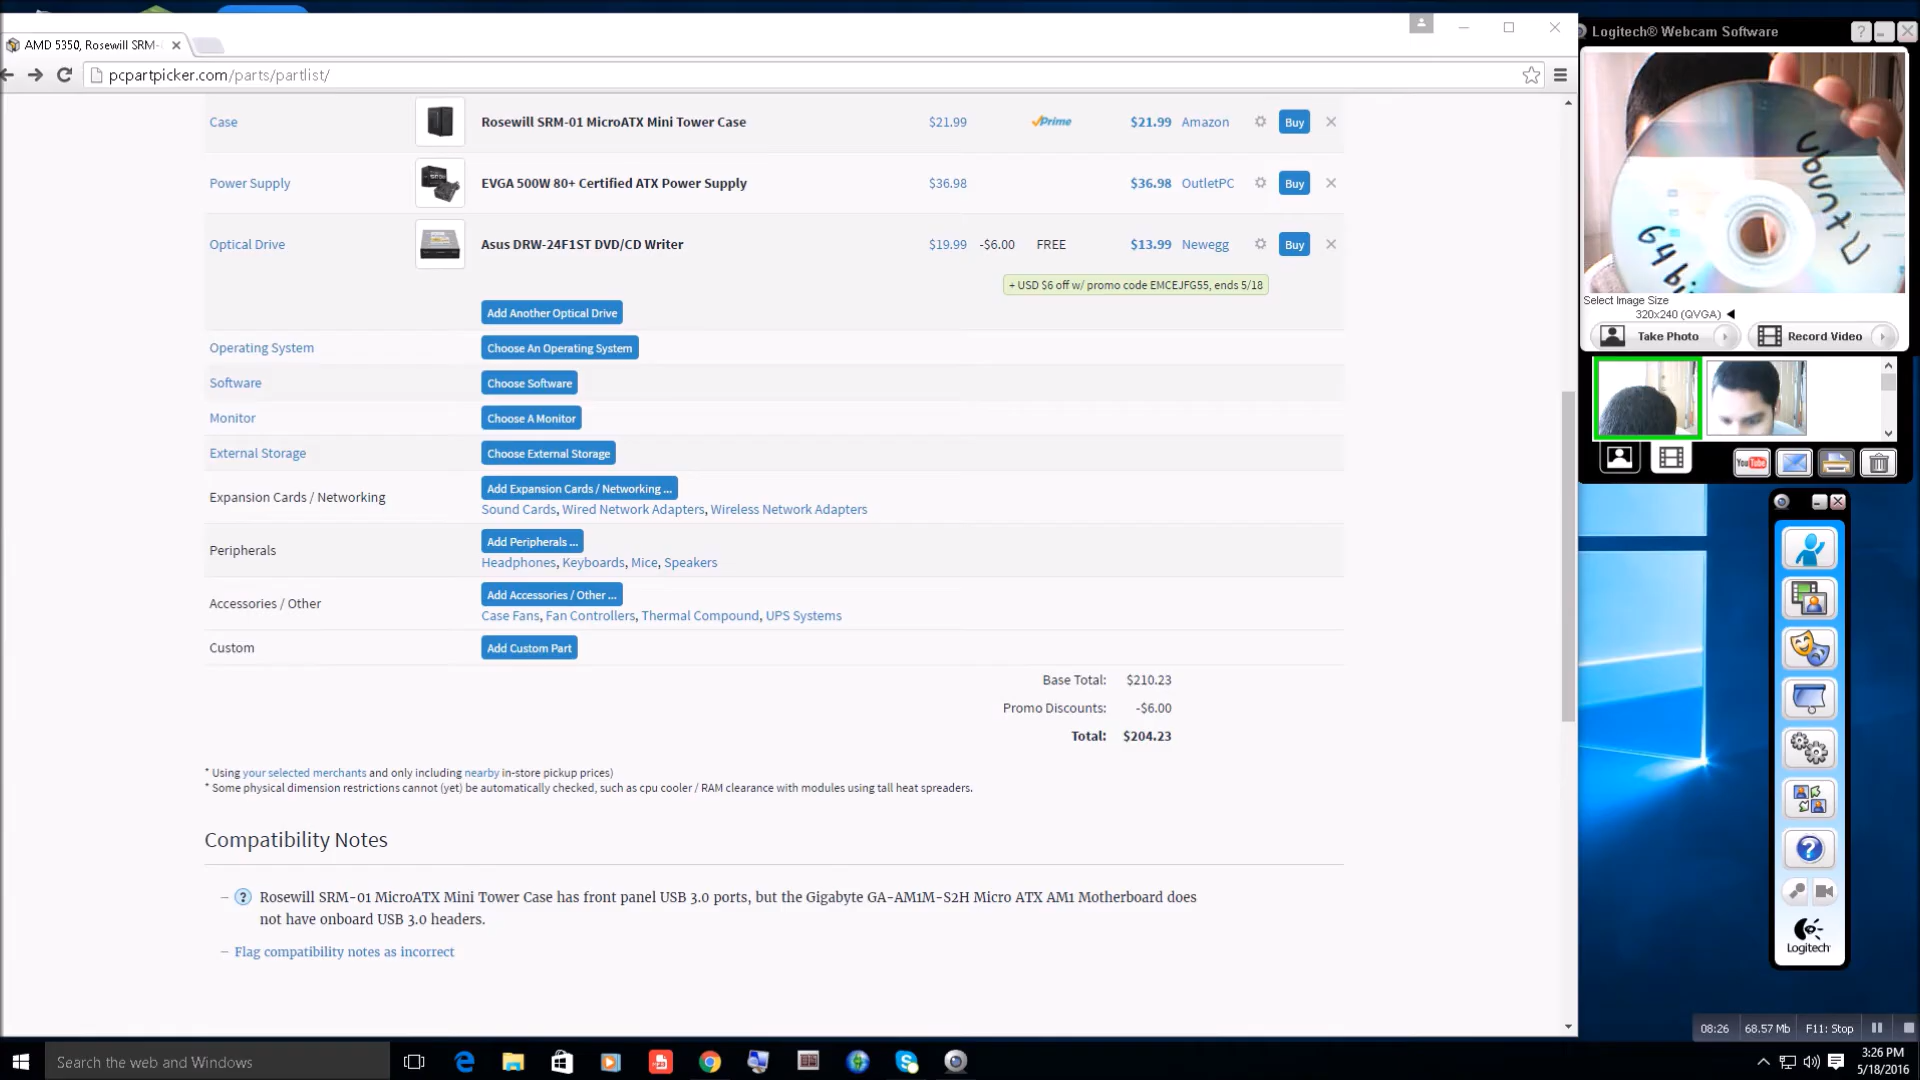 AMD 5350, Rosewill SRM-
Logitech® Webcam Software
pcpartpicker.com/parts/partlist/
Case Rosewill SRM-01 MicroATX Mini Tower Case $21.99 Prime $21.99 Amazon Buy
Power Supply EVGA 500W 80+ Certified ATX Power Supply $36.98 $36.98 OutletPC Buy
Optical Drive Asus DRW-24F1ST DVD/CD Writer $19.99 -$6.00 FREE $13.99 Newegg Buy
+ USD $6 off w/ promo code EMCEJFG55, ends 5/18
Add Another Optical Drive
Operating System Choose An Operating System
Software Choose Software
Monitor Choose A Monitor
External Storage Choose External Storage
Expansion Cards / Networking Add Expansion Cards / Networking ...
Sound Cards, Wired Network Adapters, Wireless Network Adapters
Peripherals Add Peripherals ...
Headphones, Keyboards, Mice, Speakers
Accessories / Other Add Accessories / Other ...
Case Fans, Fan Controllers, Thermal Compound, UPS Systems
Custom Add Custom Part
Base Total: $210.23
Promo Discounts: -$6.00
Total: $204.23
* Using your selected merchants and only including nearby in-store pickup prices)
* Some physical dimension restrictions cannot (yet) be automatically checked, such as cpu cooler / RAM clearance with modules using tall heat spreaders.
Compatibility Notes
– ? Rosewill SRM-01 MicroATX Mini Tower Case has front panel USB 3.0 ports, but the Gigabyte GA-AM1M-S2H Micro ATX AM1 Motherboard does
not have onboard USB 3.0 headers.
– Flag compatibility notes as incorrect
ubuntu
64bi
Select Image Size
320x240 (QVGA)
Take Photo Record Video
YouTube
Logitech
08:26 68.57 Mb F11: Stop
Search the web and Windows
3:26 PM
5/18/2016